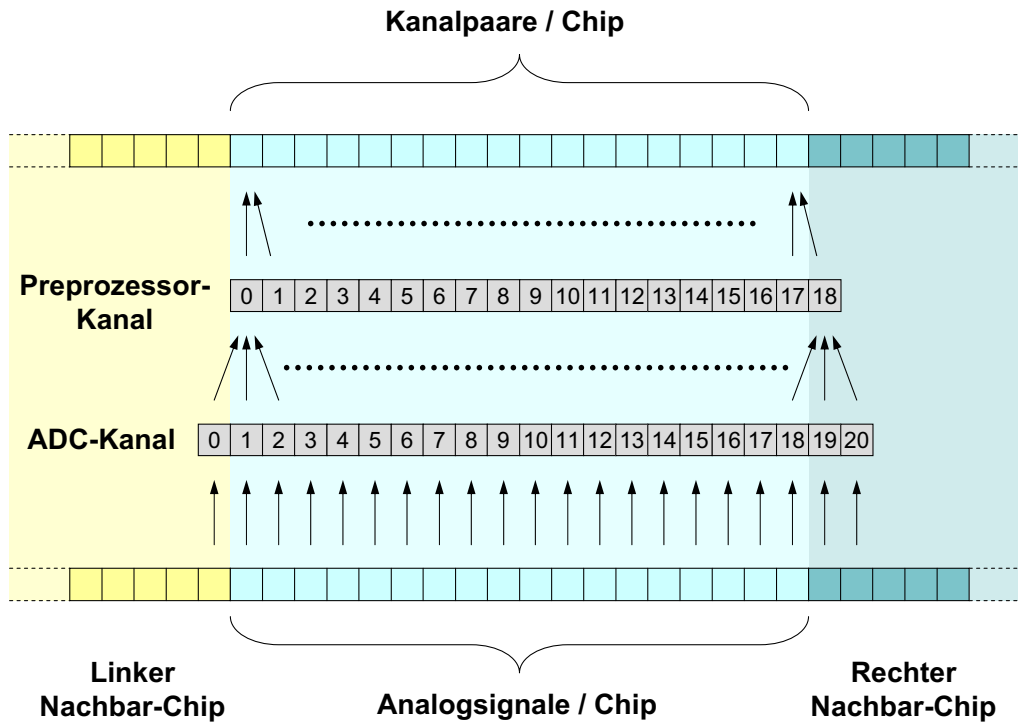 Kanalpaare / Chip
Preprozessor-
Kanal
0 1 2 3 4 5 6 7 8 9 10 11 12 13 14 15 16 17 18
ADC-Kanal
0 1 2 3 4 5 6 7 8 9 10 11 12 13 14 15 16 17 18 19 20
Linker
Nachbar-Chip
Analogsignale / Chip
Rechter
Nachbar-Chip